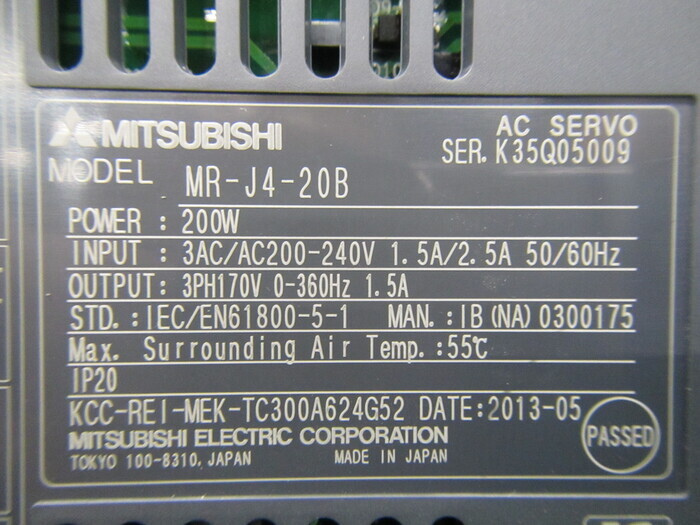 MITSUBISHI
AC SERVO
SER. K35Q05009
MODEL MR-J4-20B
POWER : 200W
INPUT : 3AC/AC200-240V 1.5A/2.5A 50/60Hz
OUTPUT: 3PH170V 0-360Hz 1.5A
STD. : IEC/EN61800-5-1 MAN. : IB(NA)0300175
Max. Surrounding Air Temp. :55℃
IP20
KCC-REI-MEK-TC300A624G52 DATE:2013-05
MITSUBISHI ELECTRIC CORPORATION
TOKYO 100-8310, JAPAN MADE IN JAPAN
PASSED